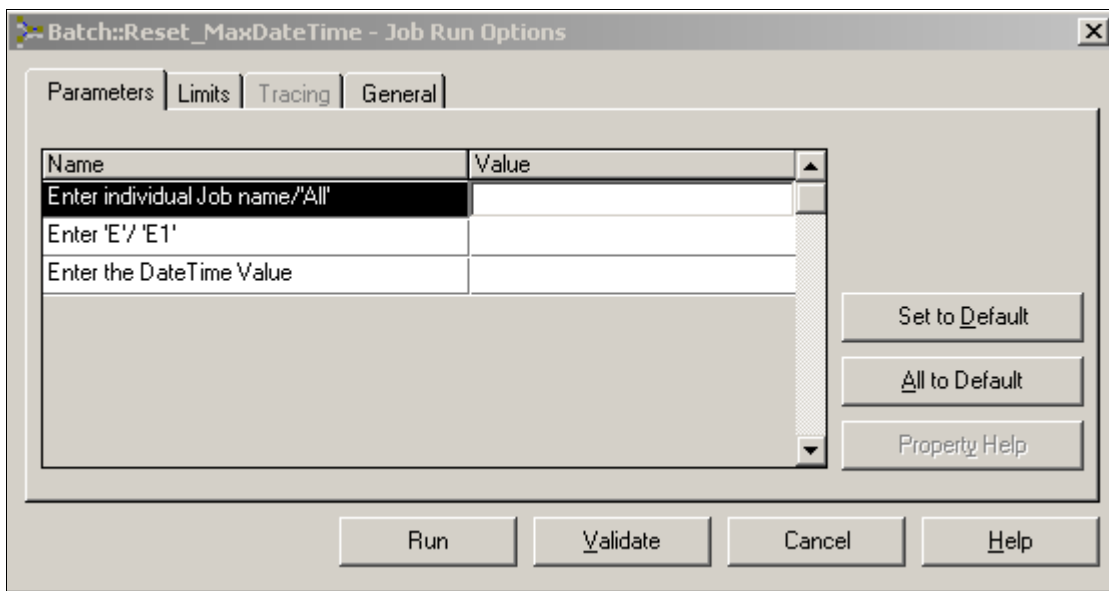 Batch::Reset_MaxDateTime - Job Run Options
Parameters Limits Tracing General
Name Value
Enter individual Job name/'All'
Enter 'E'/ 'E1'
Enter the DateTime Value
Set to Default
All to Default
Property Help
Run Validate Cancel Help